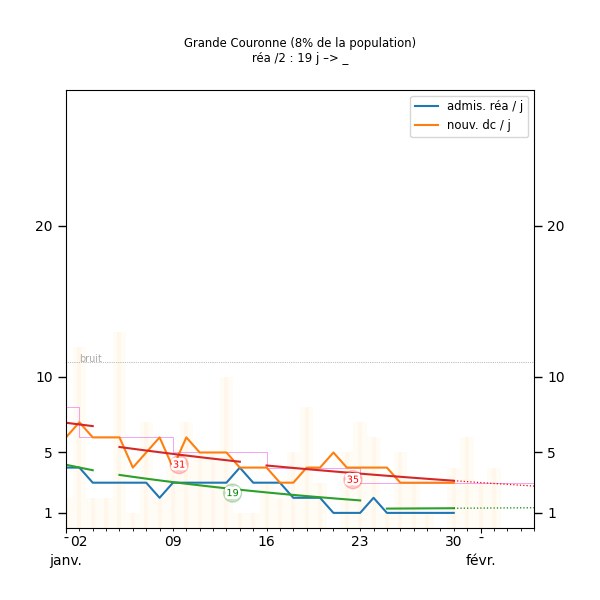 Grande Couronne (8% de la population)
réa /2 : 19 j −> _
admis. réa / j
nouv. dc / j
20
20
bruit
10
10
5
5
31
35
19
1
1
02
09
16
23
30
janv.
févr.